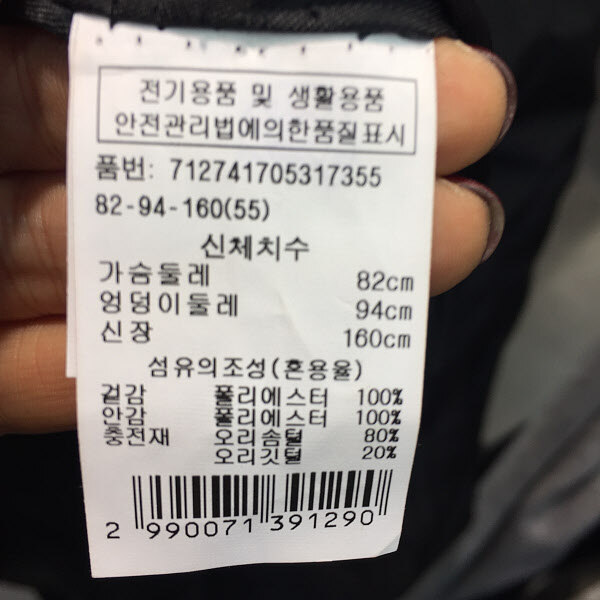 전기용품 및 생활용품
안전관리법에의한품질표시
품번: 712741705317355
82-94-160(55)
신체치수
가슴둘레 82cm
엉덩이둘레 94cm
신장 160cm
섬유의조성(혼용율)
겉감 폴리에스터 100%
안감 폴리에스터 100%
충전재 오리솜털 80%
오리깃털 20%
2 990071 391290